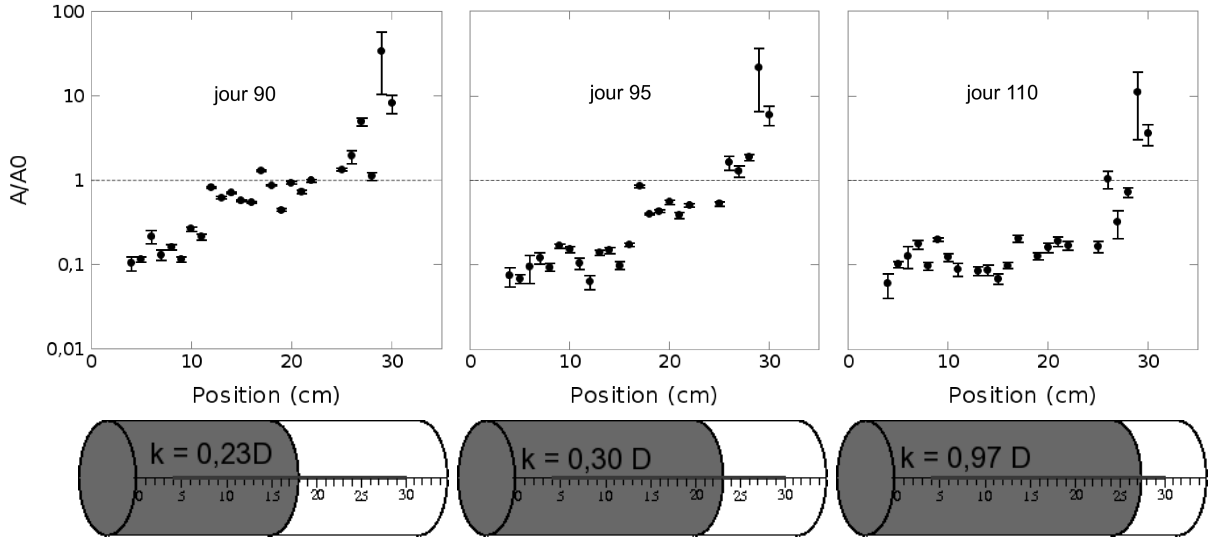 100
10
1
0,1
0,01
A/A0
jour 90
jour 95
jour 110
0 10 20 30
0 10 20 30
0 10 20 30
Position (cm)
Position (cm)
Position (cm)
k = 0,23D
k = 0,30 D
k = 0,97 D
0 5 10 15 20 25 30
0 5 10 15 20 25 30
0 5 10 15 20 25 30